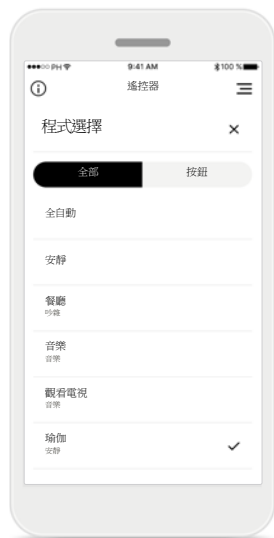 PH 9:41 AM 100 %
遙控器
程式選擇
全部 按鈕
全自動
安靜
餐廳
吵雜
音樂
音樂
觀看電視
音樂
瑜伽
安靜